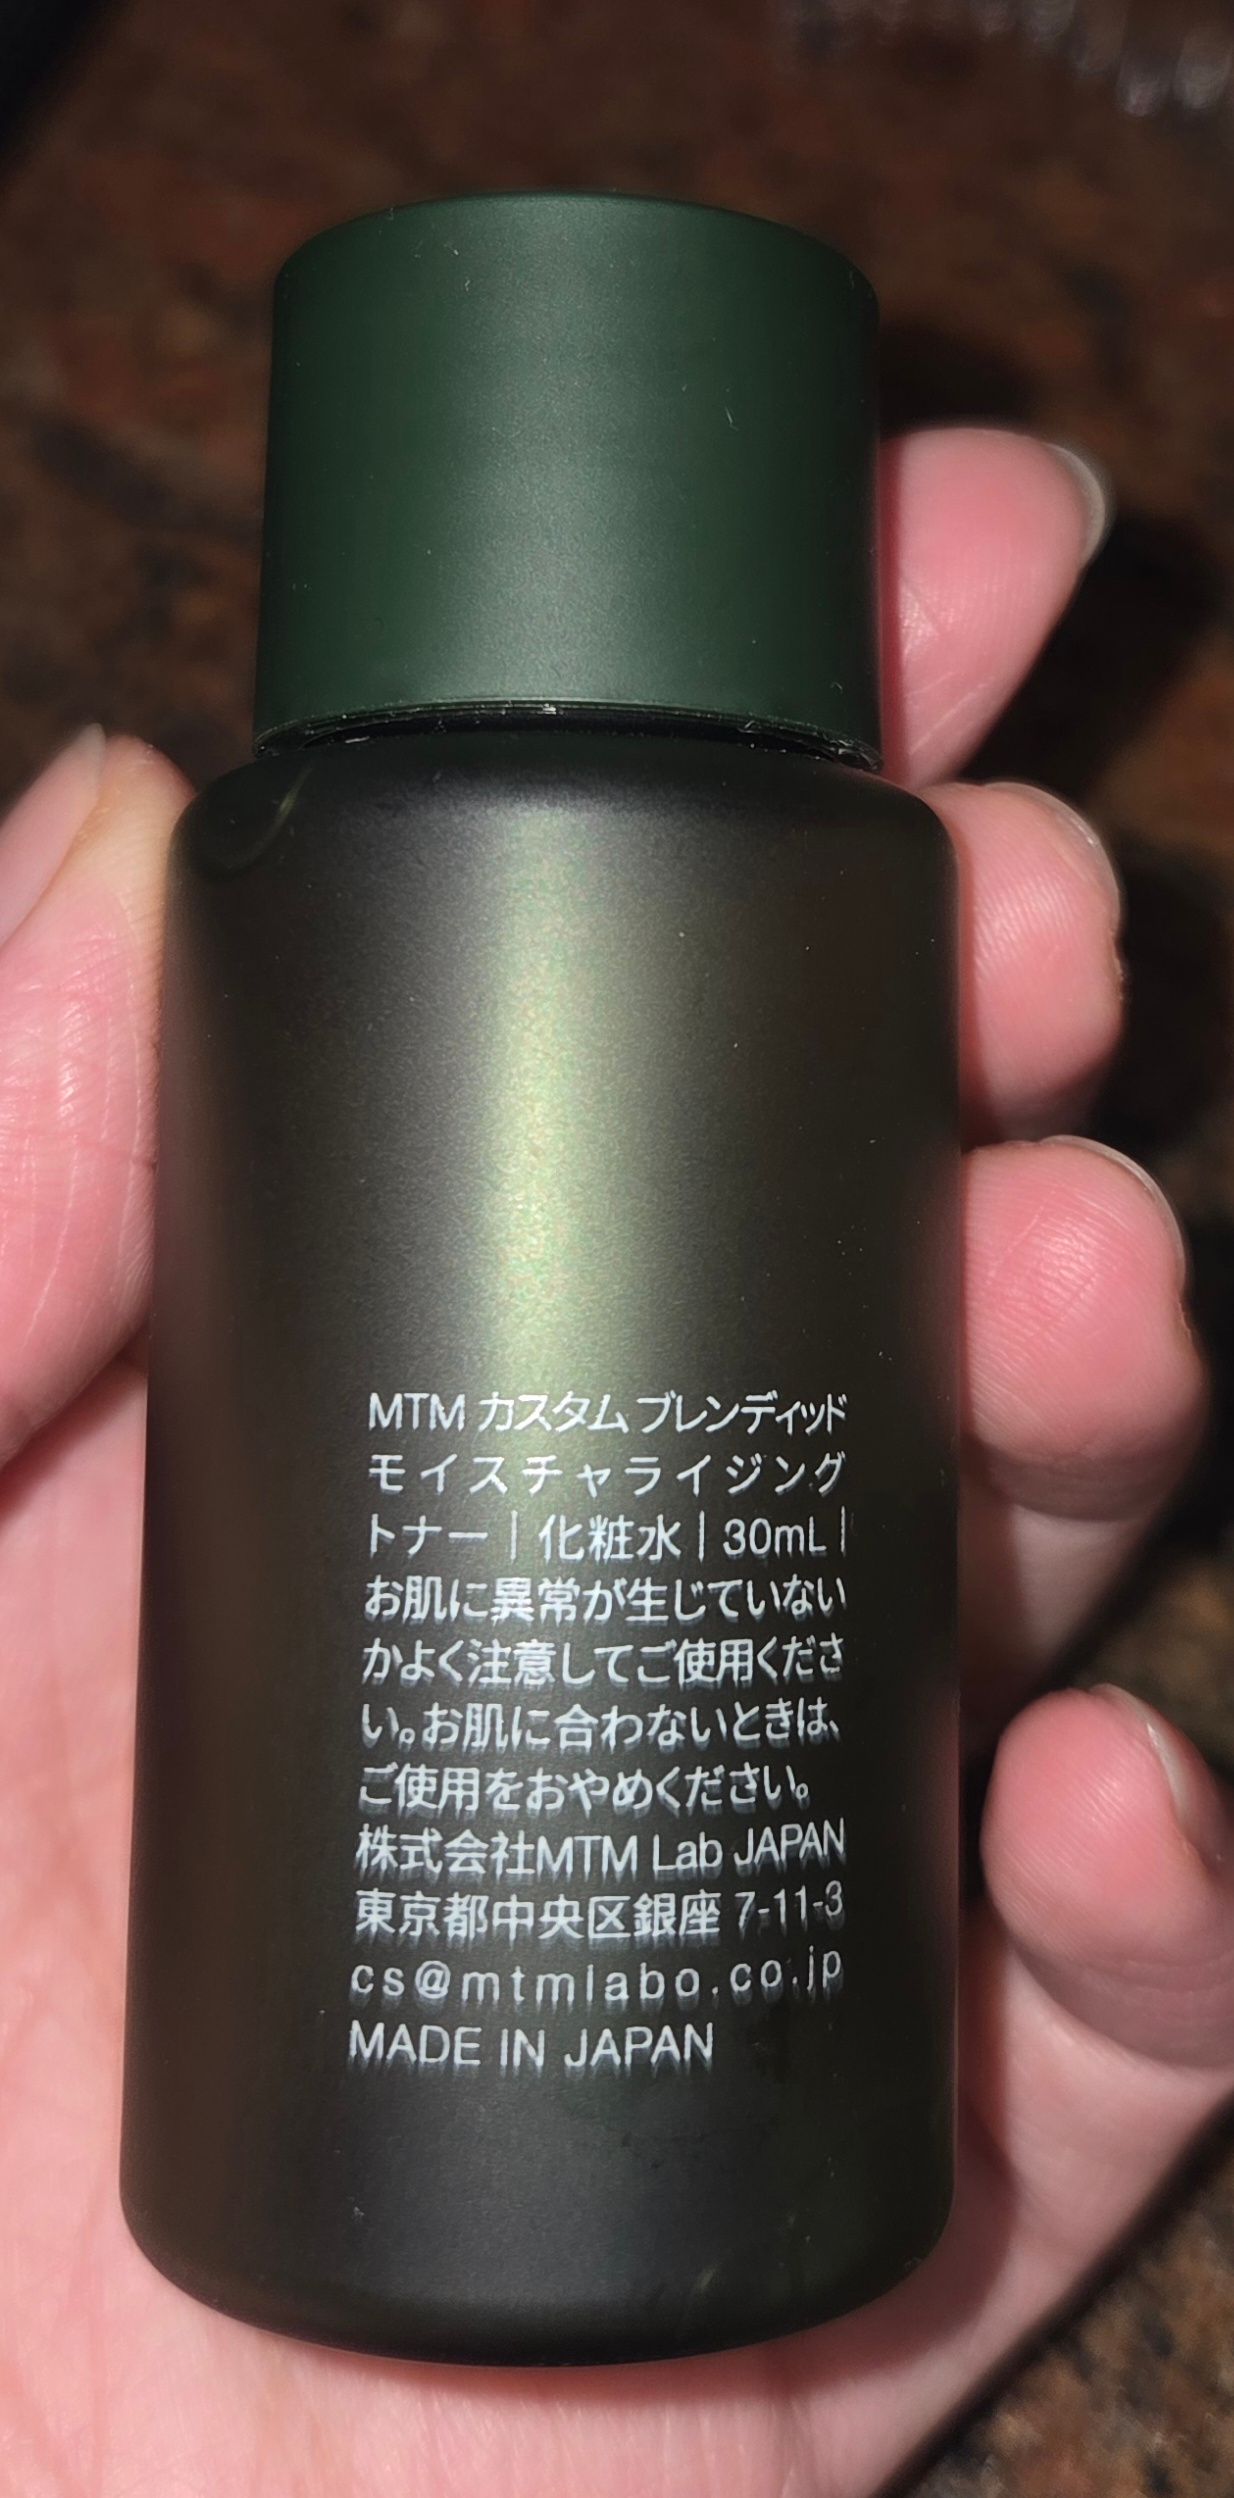 MTM カスタム ブレンディッド
モイスチャライジング
トナー | 化粧水 | 30mL |
お肌に異常が生じていない
かよく注意してご使用くださ
い。お肌に合わないときは、
ご使用をおやめください。
株式会社MTM Lab JAPAN
東京都中央区銀座 7-11-3
cs@mtmlabo.co.jp
MADE IN JAPAN